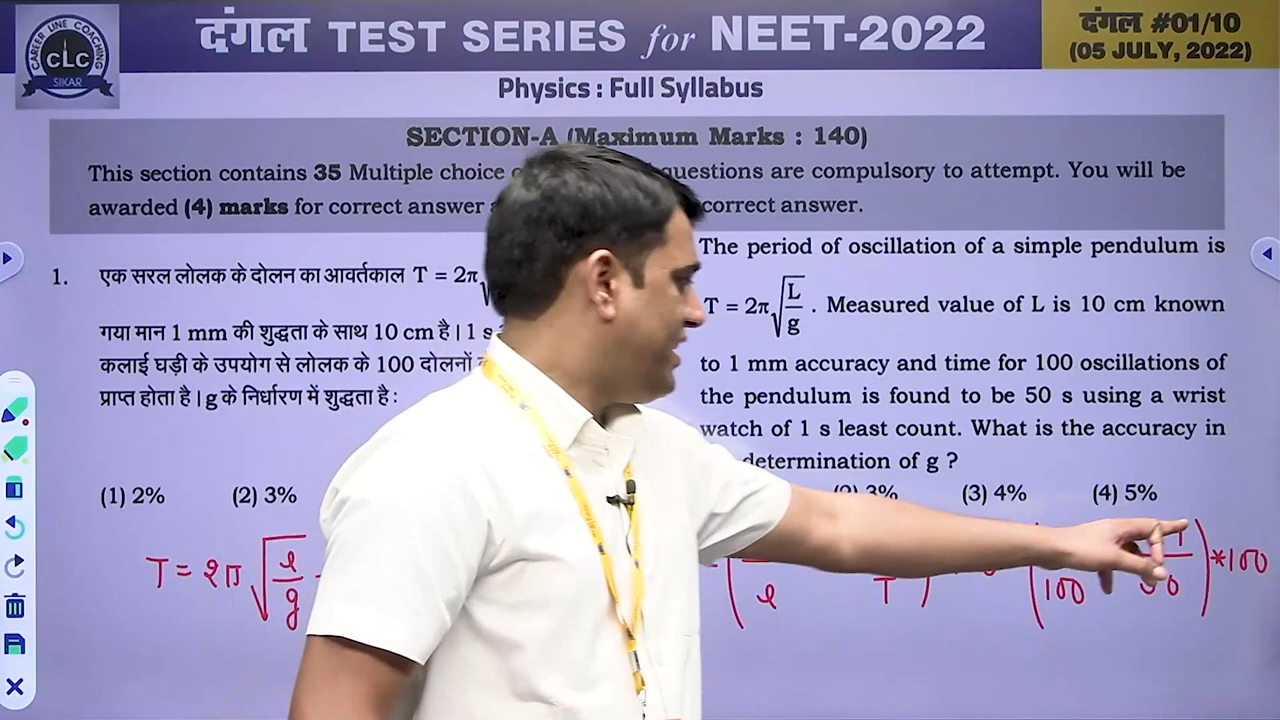 CAREER LINE COACHING
CLC
SIKAR
दंगल TEST SERIES for NEET-2022
दंगल #01/10
(05 JULY, 2022)
Physics : Full Syllabus
SECTION-A (Maximum Marks : 140)
This section contains 35 Multiple choice questions are compulsory to attempt. You will be
awarded (4) marks for correct answer correct answer.
1. एक सरल लोलक के दोलन का आवर्तकाल T = 2π
गया मान 1 mm की शुद्धता के साथ 10 cm है। 1 s
कलाई घड़ी के उपयोग से लोलक के 100 दोलनों
प्राप्त होता है। g के निर्धारण में शुद्धता है :
(1) 2% (2) 3%
The period of oscillation of a simple pendulum is
T = 2π√(L/g) . Measured value of L is 10 cm known
to 1 mm accuracy and time for 100 oscillations of
the pendulum is found to be 50 s using a wrist
watch of 1 s least count. What is the accuracy in
determination of g ?
(2) 3% (3) 4% (4) 5%
T = 2π √(l/g)
( l T )
( 100 50 ) * 100